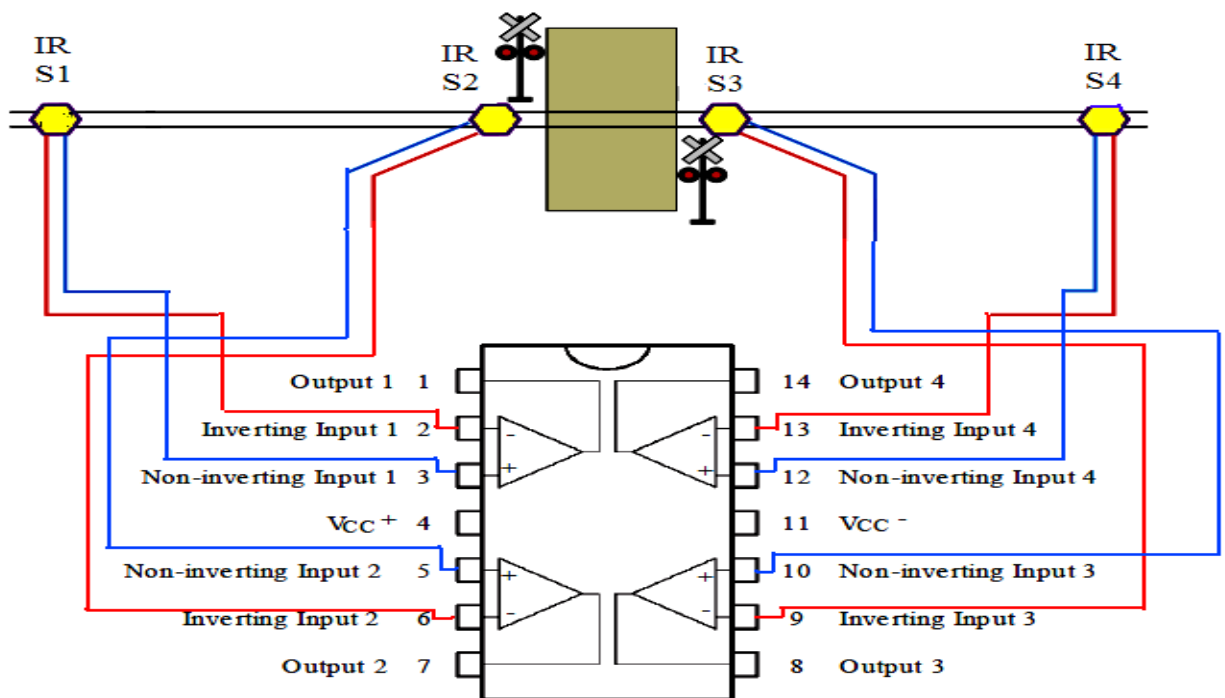 IR
S1
IR
S2
IR
S3
IR
S4
Output 1 1
Inverting Input 1 2
Non-inverting Input 1 3
VCC + 4
Non-inverting Input 2 5
Inverting Input 2 6
Output 2 7
14 Output 4
13 Inverting Input 4
12 Non-inverting Input 4
11 VCC -
10 Non-inverting Input 3
9 Inverting Input 3
8 Output 3
-
+
-
+
+
-
+
-